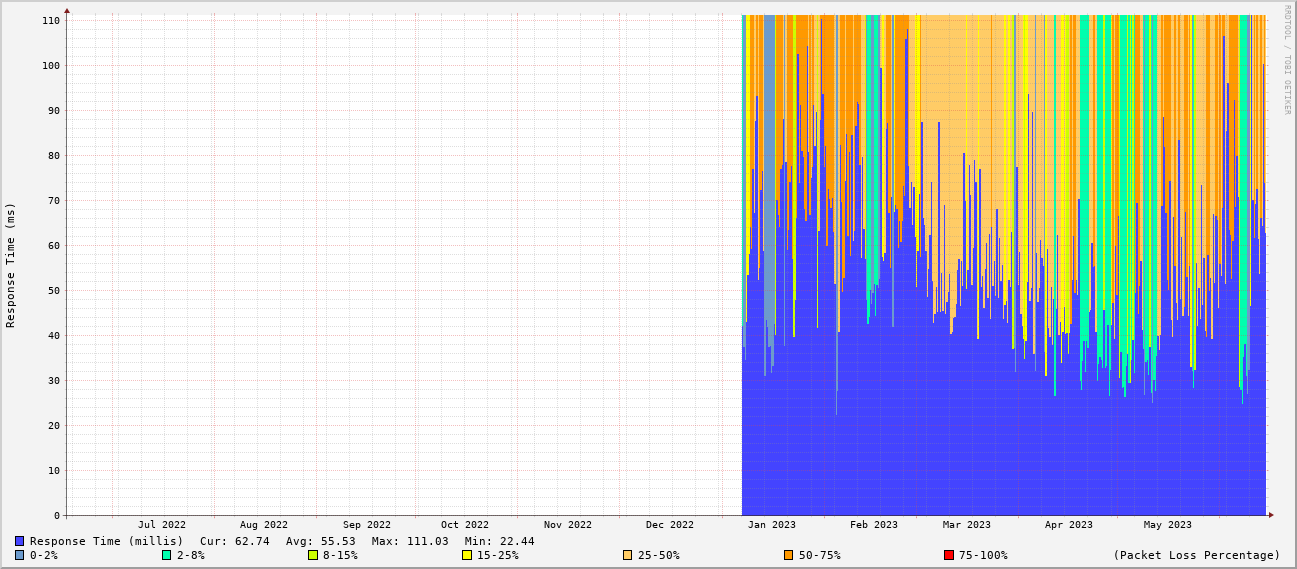 RRDTOOL / TOBI OETIKER
Response Time (ms)
110
100
90
80
70
60
50
40
30
20
10
0
Jul 2022 Aug 2022 Sep 2022 Oct 2022 Nov 2022 Dec 2022 Jan 2023 Feb 2023 Mar 2023 Apr 2023 May 2023
Response Time (millis) Cur: 62.74 Avg: 55.53 Max: 111.03 Min: 22.44
0-2% 2-8% 8-15% 15-25% 25-50% 50-75% 75-100% (Packet Loss Percentage)